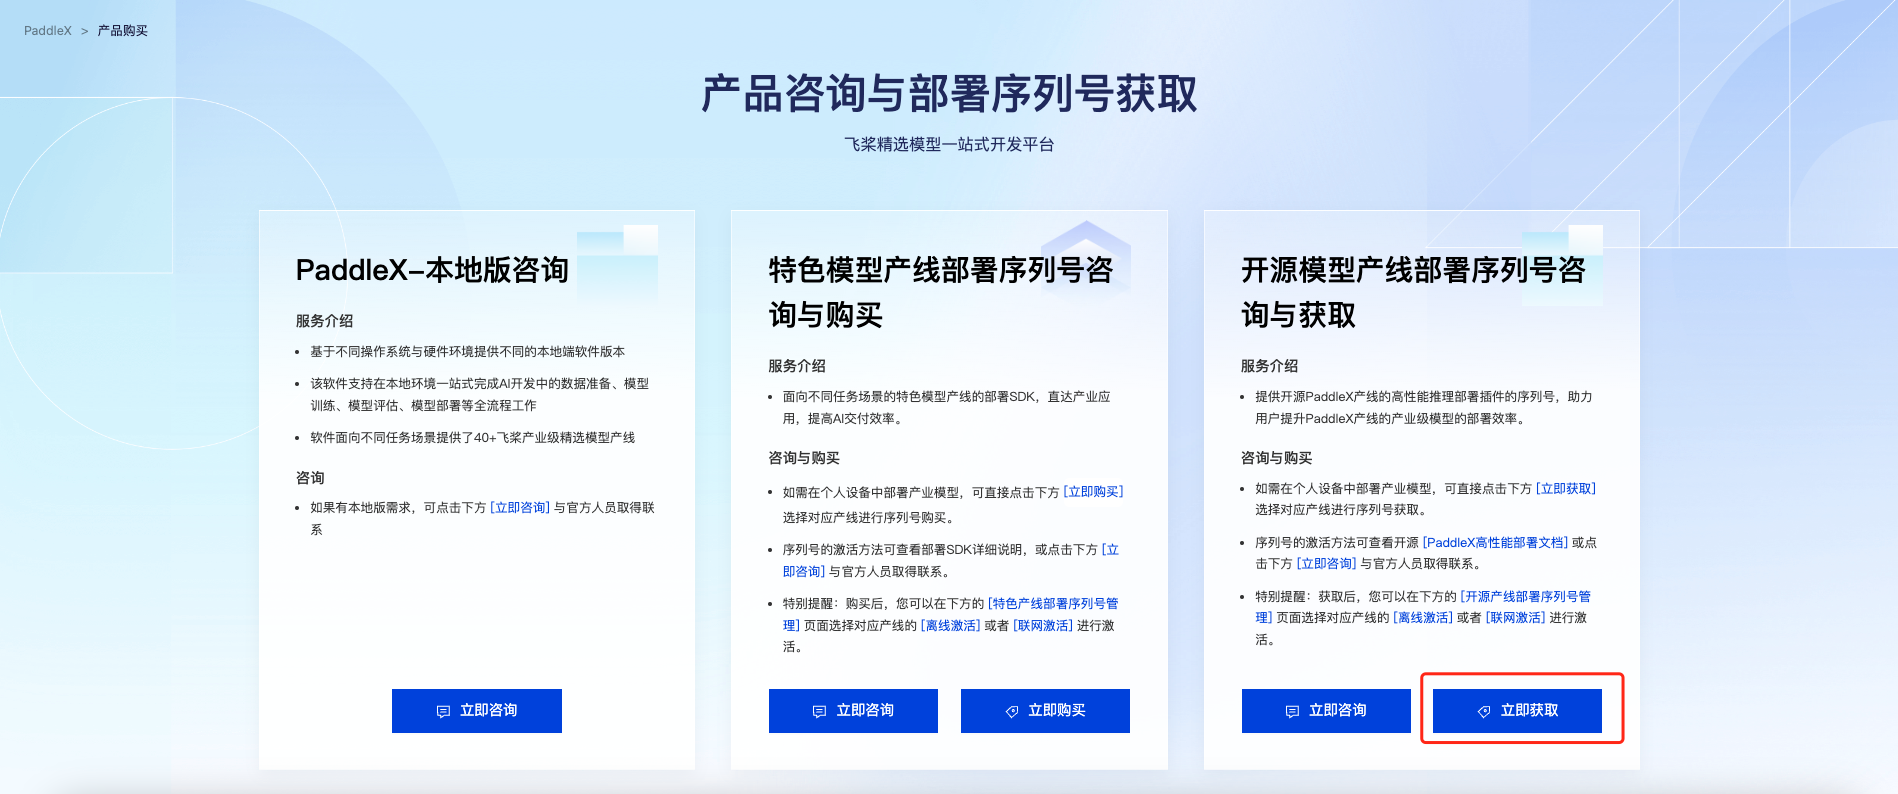 PaddleX > 产品购买
产品咨询与部署序列号获取
飞桨精选模型一站式开发平台
PaddleX-本地版咨询
服务介绍
基于不同操作系统与硬件环境提供不同的本地端软件版本
该软件支持在本地环境一站式完成AI开发中的数据准备、模型
训练、模型评估、模型部署等全流程工作
软件面向不同任务场景提供了40+飞桨产业级精选模型产线
咨询
如果有本地版需求，可点击下方 [立即咨询] 与官方人员取得联
系
立即咨询
特色模型产线部署序列号咨
询与购买
服务介绍
面向不同任务场景的特色模型产线的部署SDK，直达产业应
用，提高AI交付效率。
咨询与购买
如需在个人设备中部署产业模型，可直接点击下方 [立即购买]
选择对应产线进行序列号购买。
序列号的激活方法可查看部署SDK详细说明，或点击下方 [立
即咨询] 与官方人员取得联系。
特别提醒：购买后，您可以在下方的 [特色产线部署序列号管
理] 页面选择对应产线的 [离线激活] 或者 [联网激活] 进行激
活。
立即咨询
立即购买
开源模型产线部署序列号咨
询与获取
服务介绍
提供开源PaddleX产线的高性能推理部署插件的序列号，助力
用户提升PaddleX产线的产业级模型的部署效率。
咨询与购买
如需在个人设备中部署产业模型，可直接点击下方 [立即获取]
选择对应产线进行序列号获取。
序列号的激活方法可查看开源 [PaddleX高性能部署文档] 或点
击下方 [立即咨询] 与官方人员取得联系。
特别提醒：获取后，您可以在下方的 [开源产线部署序列号管
理] 页面选择对应产线的 [离线激活] 或者 [联网激活] 进行激
活。
立即咨询
立即获取